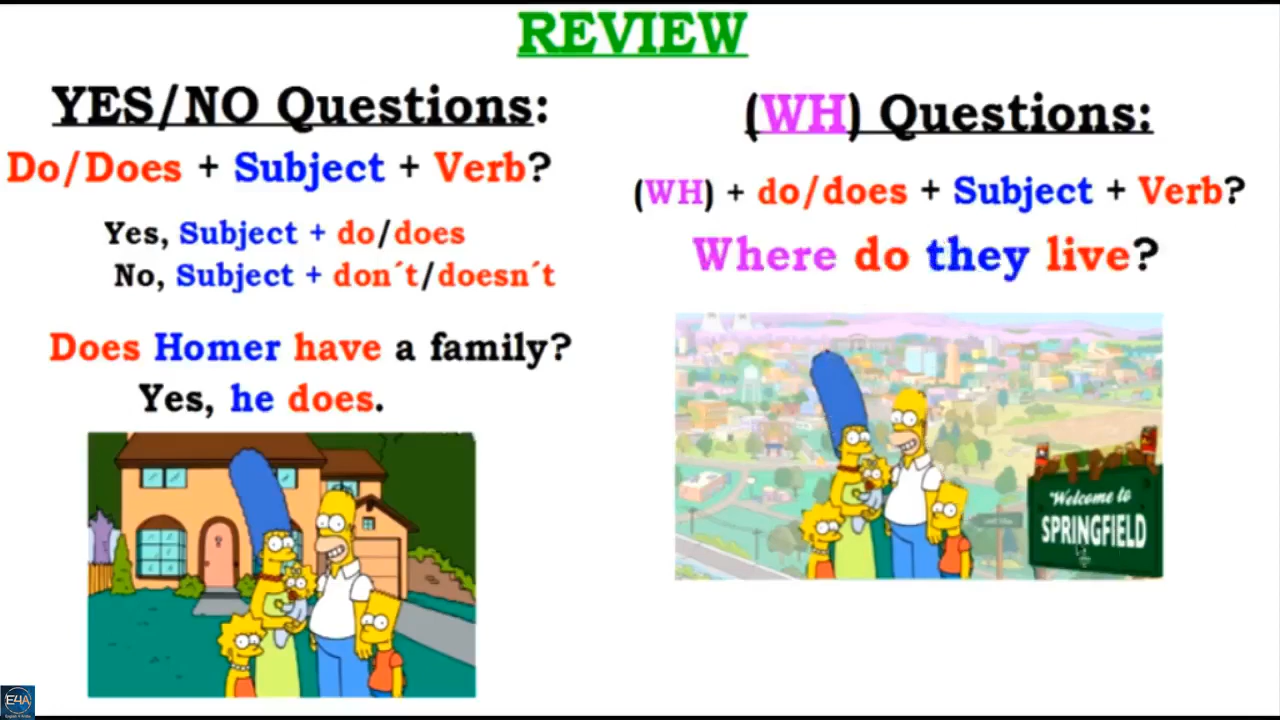 REVIEW
YES/NO Questions:
Do/Does + Subject + Verb?
Yes, Subject + do/does
No, Subject + don´t/doesn´t
Does Homer have a family?
Yes, he does.
(WH) Questions:
(WH) + do/does + Subject + Verb?
Where do they live?
Welcome to
SPRINGFIELD
E4A